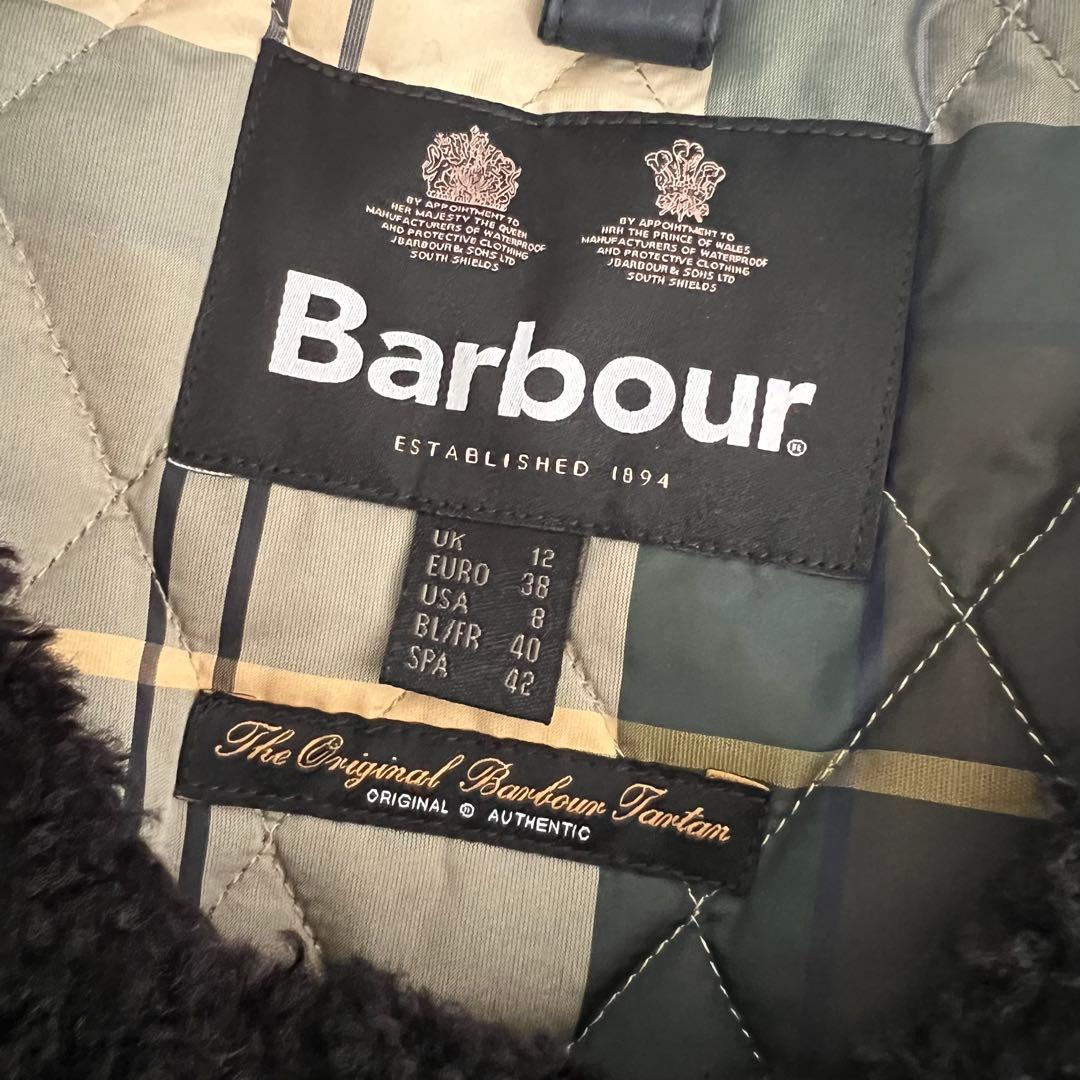 BY APPOINTMENT TO
HER MAJESTY THE QUEEN
MANUFACTURERS OF WATERPROOF
AND PROTECTIVE CLOTHING
J BARBOUR & SONS LTD
SOUTH SHIELDS
BY APPOINTMENT TO
HRH THE PRINCE OF WALES
MANUFACTURERS OF WATERPROOF
AND PROTECTIVE CLOTHING
J BARBOUR & SONS LTD
SOUTH SHIELDS
Barbour®
ESTABLISHED 1894
UK 12
EURO 38
USA 8
BL/FR 40
SPA 42
The Original Barbour Tartan
ORIGINAL ® AUTHENTIC